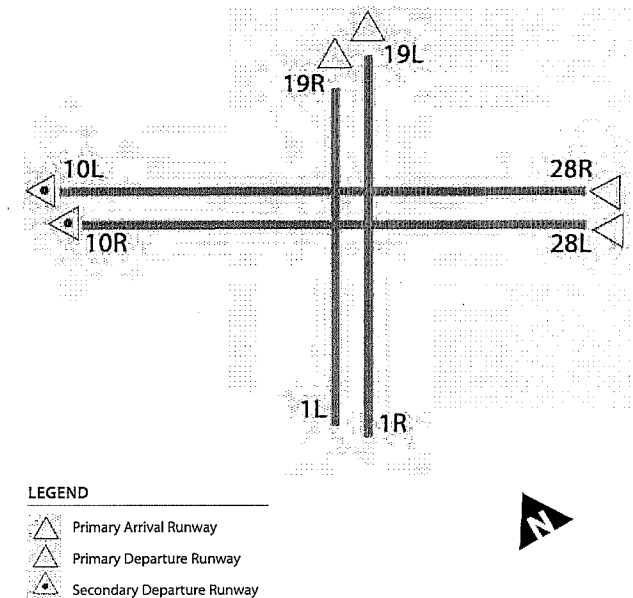 19L
19R
10L
28R
10R
28L
1L
1R
LEGEND
N
Primary Arrival Runway
Primary Departure Runway
Secondary Departure Runway